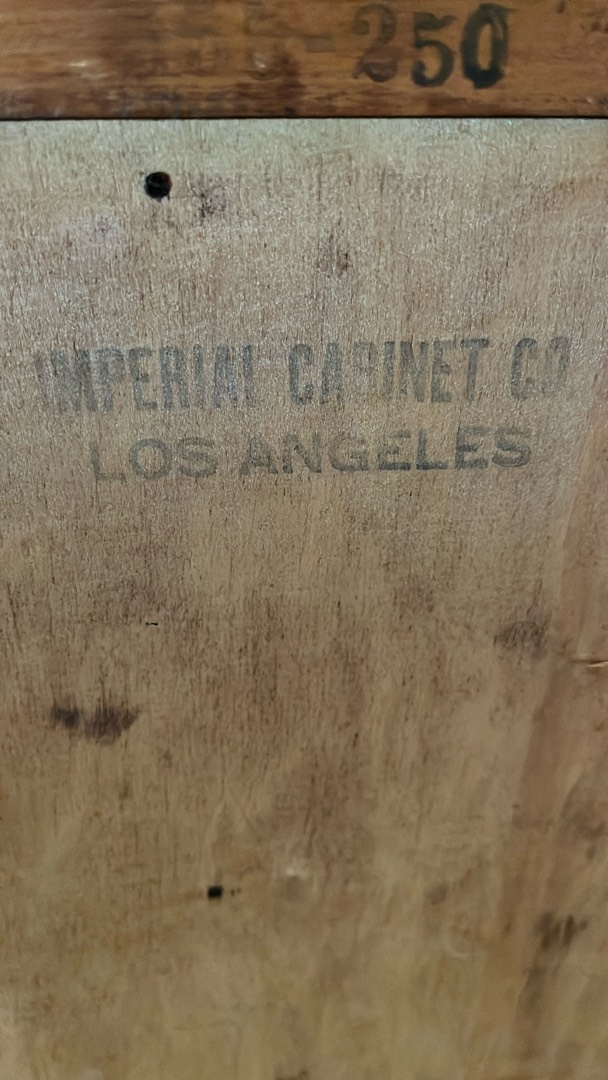 -250
IMPERIAL CABINET CO
LOS ANGELES